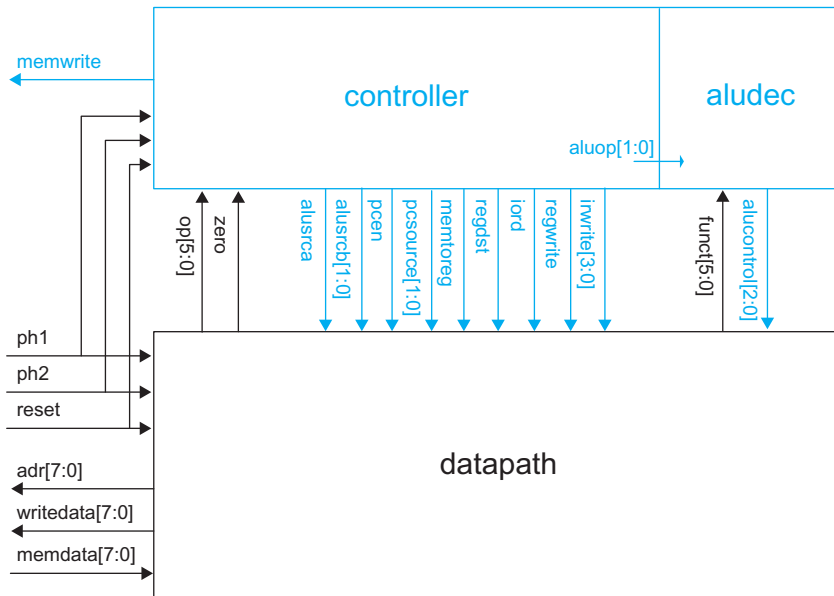 memwrite
controller
aludec
aluop[1:0]
op[5:0]
zero
alusrca
alusrcb[1:0]
pcen
pcsource[1:0]
memtoreg
regdst
iord
regwrite
irwrite[3:0]
funct[5:0]
alucontrol[2:0]
ph1
ph2
reset
adr[7:0]
writedata[7:0]
memdata[7:0]
datapath